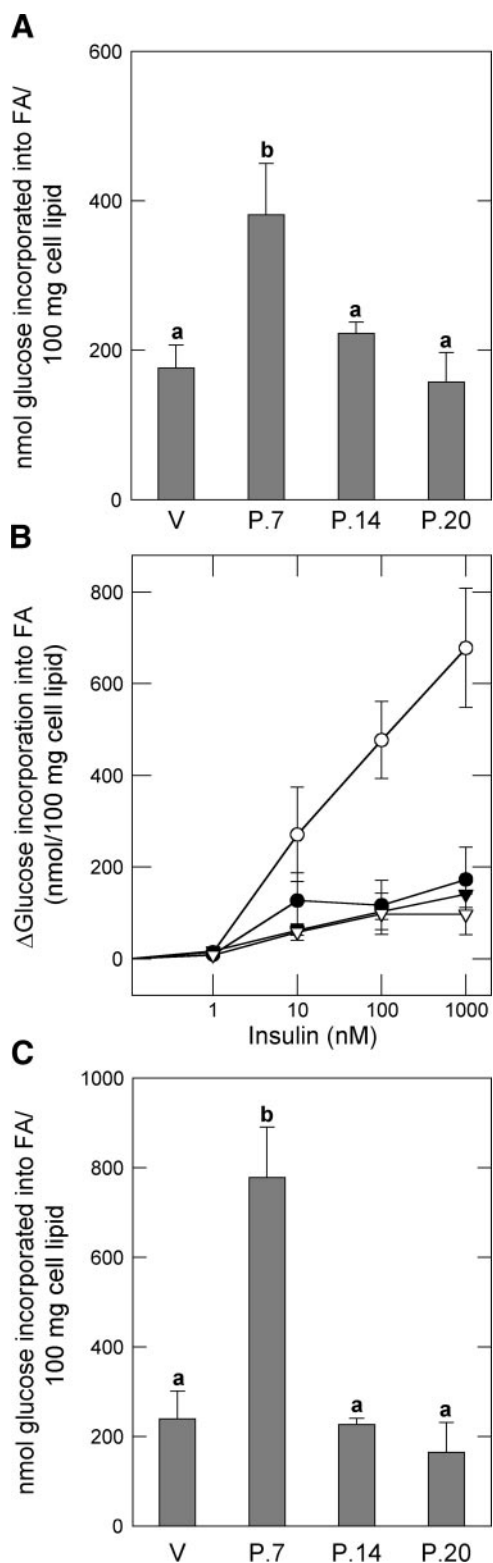 A
nmol glucose incorporated into FA/
100 mg cell lipid
600
400
200
0
a
b
a
a
V P.7 P.14 P.20
B
ΔGlucose incorporation into FA
(nmol/100 mg cell lipid)
800
600
400
200
0
1 10 100 1000
Insulin (nM)
C
nmol glucose incorporated into FA/
100 mg cell lipid
1000
800
600
400
200
0
a
b
a
a
V P.7 P.14 P.20